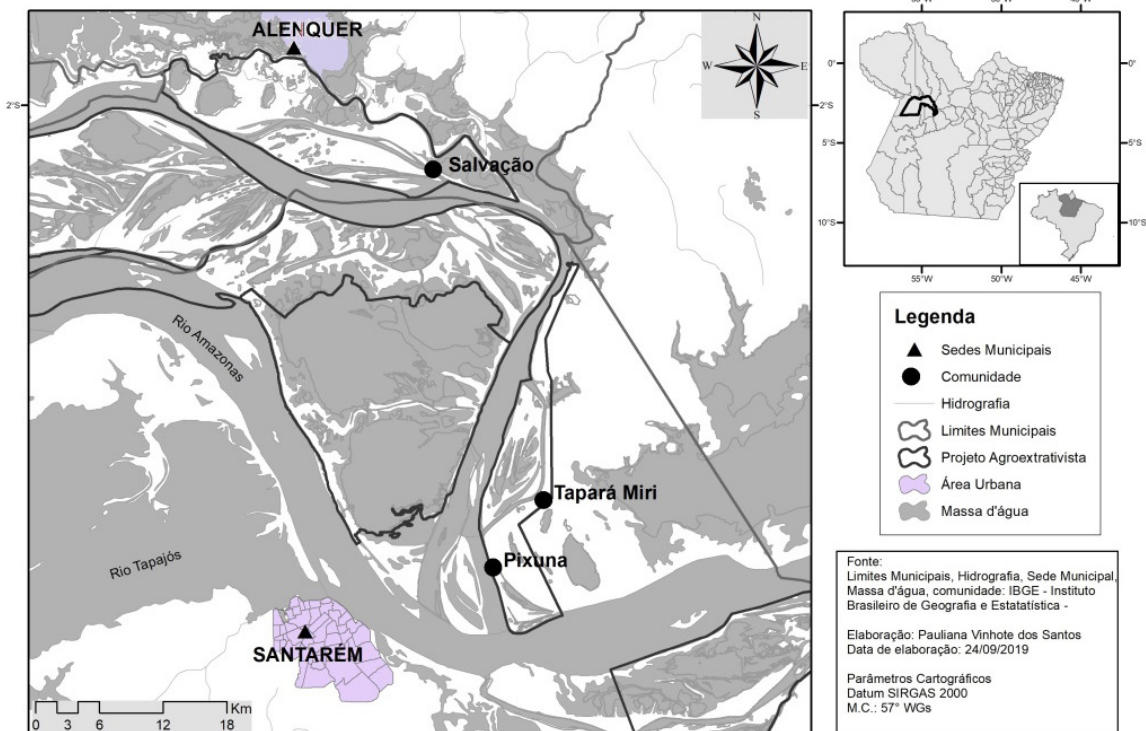 ALENQUER
N
W
E
S
2°S
Salvação
Rio Amazonas
Tapará Miri
Rio Tapajós
Pixuna
SANTARÉM
Km
0 3 6 12 18
55°W 50°W 45°W
0°
0°
2°S
5°S
5°S
10°S
10°S
55°W 50°W 45°W
Legenda
Sedes Municipais
Comunidade
Hidrografia
Limites Municipais
Projeto Agroextrativista
Área Urbana
Massa d'água
Fonte:
Limites Municipais, Hidrografia, Sede Municipal,
Massa d'água, comunidade: IBGE - Instituto
Brasileiro de Geografia e Estatatística -
Elaboração: Pauliana Vinhote dos Santos
Data de elaboração: 24/09/2019
Parâmetros Cartográficos
Datum SIRGAS 2000
M.C.: 57° WGs